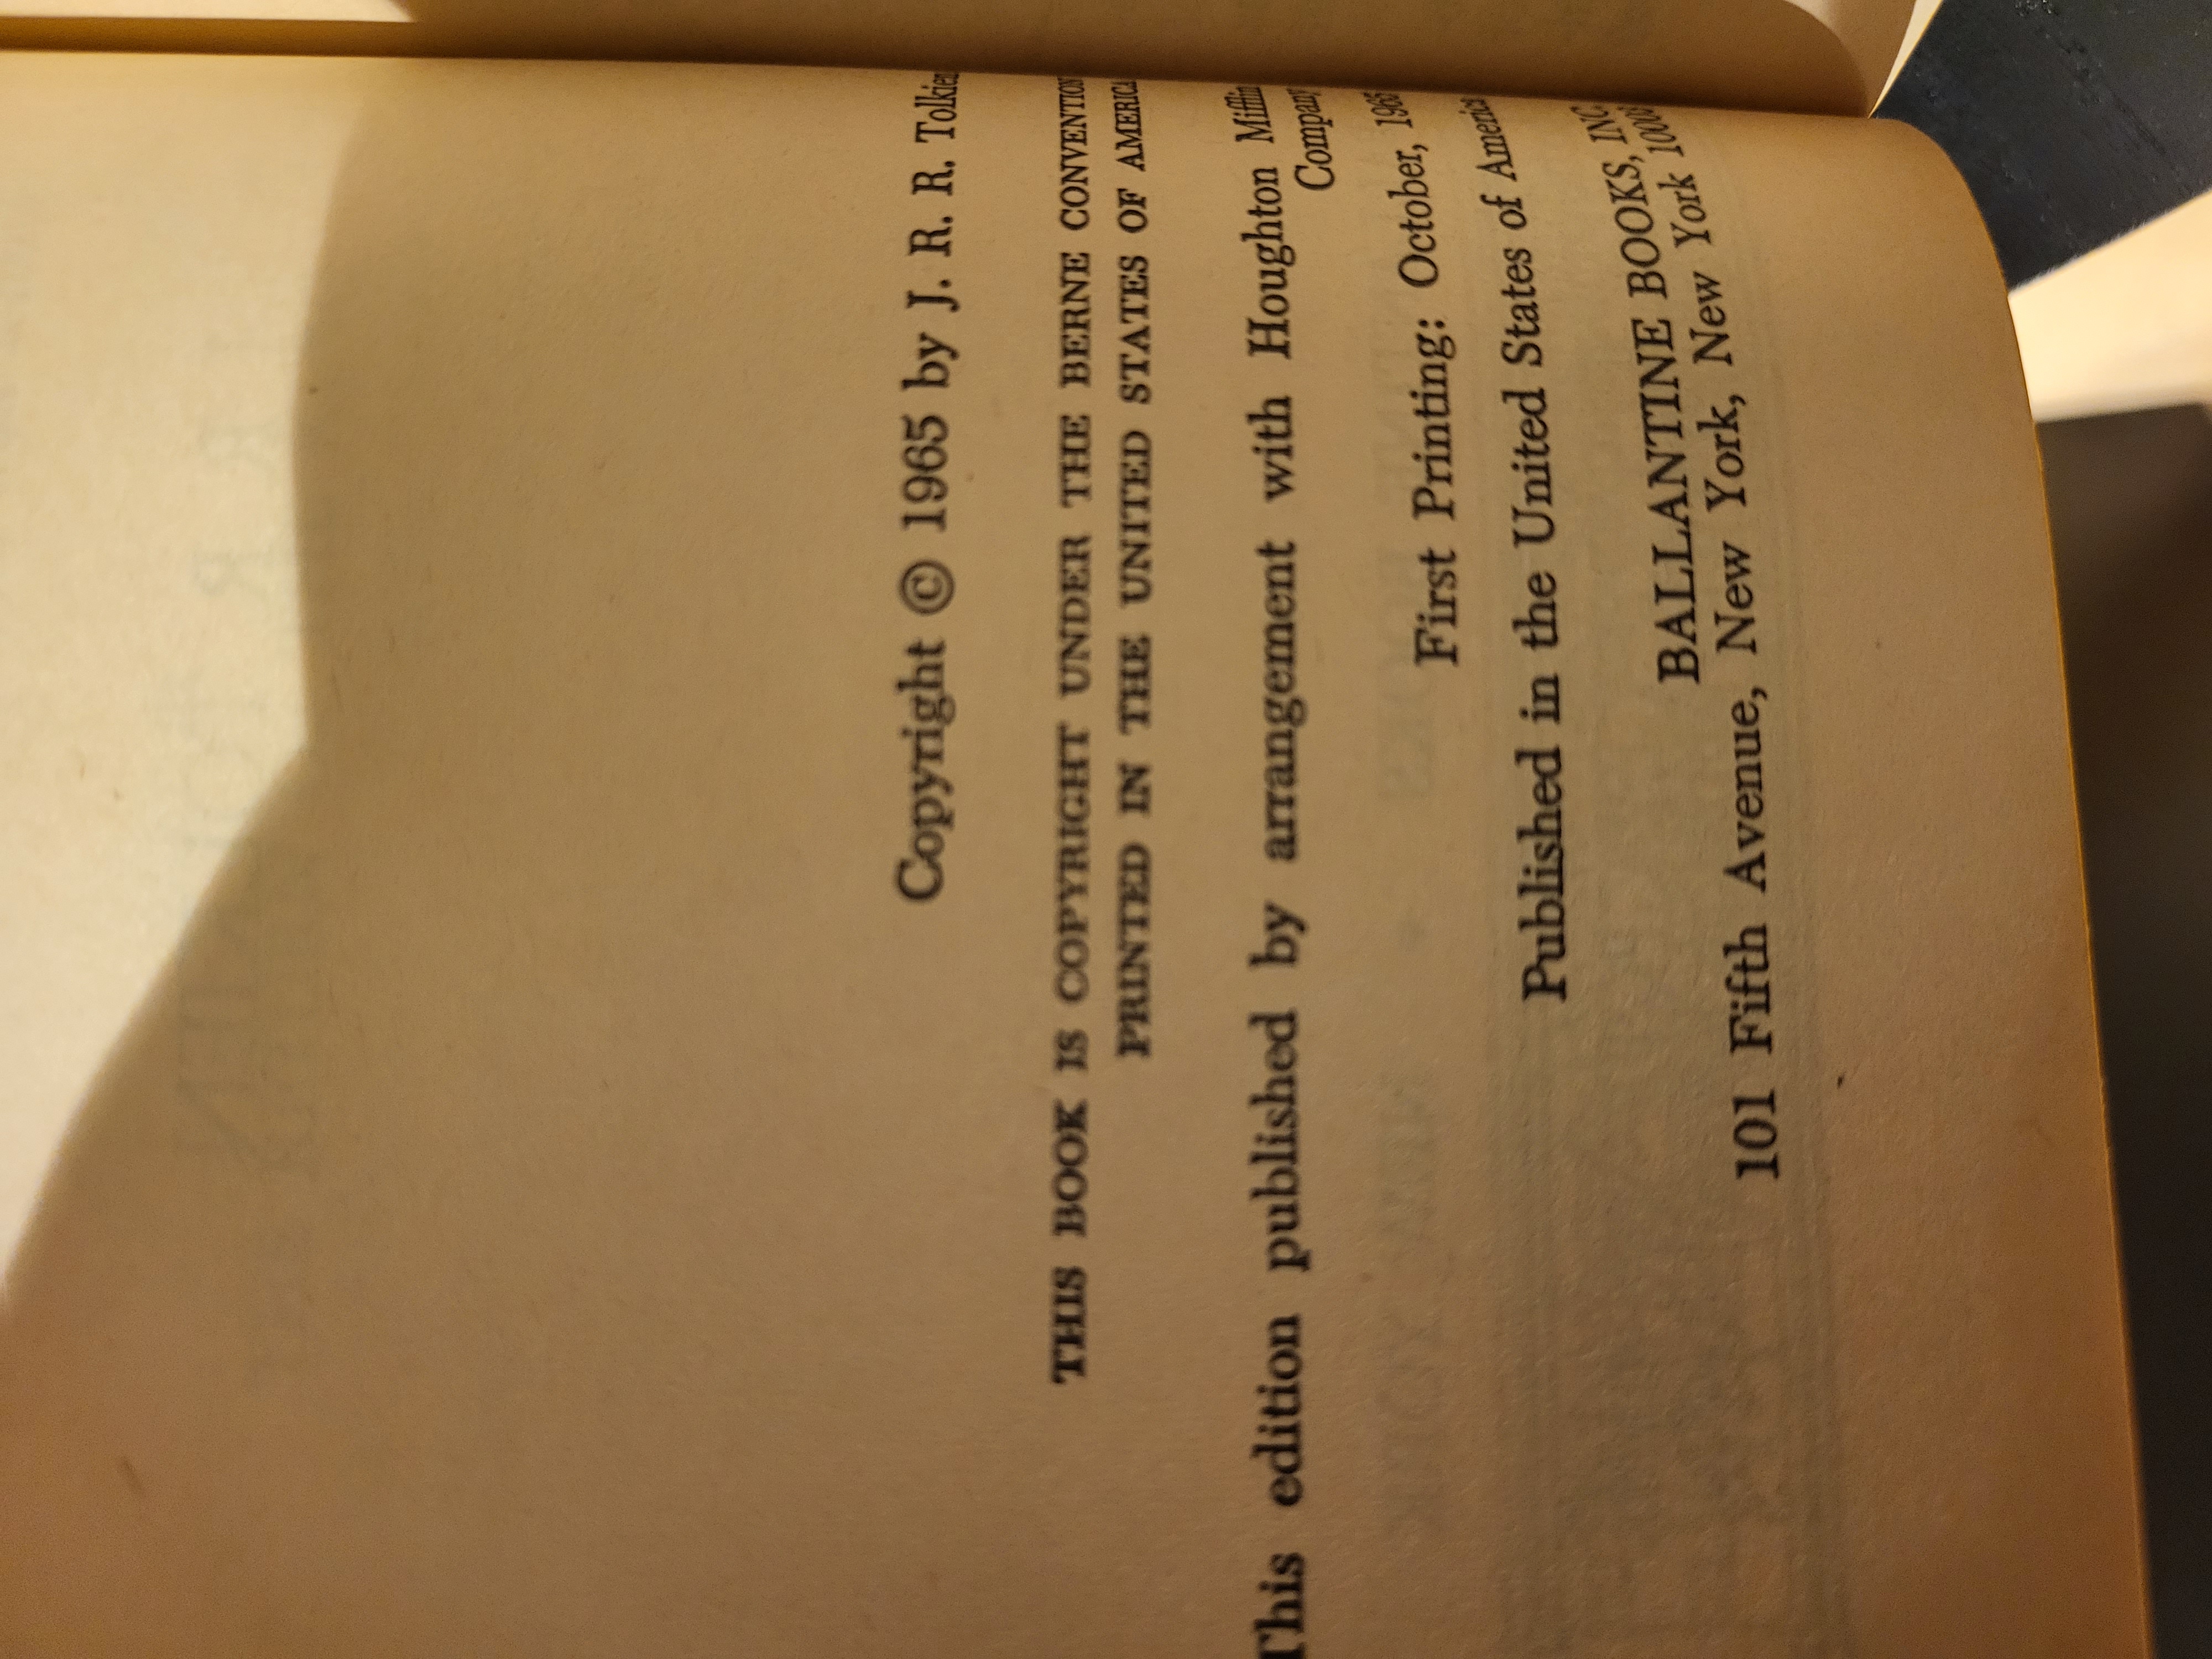 Copyright © 1965 by J. R. R. Tolkien
THIS BOOK IS COPYRIGHT UNDER THE BERNE CONVENTION
PRINTED IN THE UNITED STATES OF AMERICA
This edition published by arrangement with Houghton Mifflin
Company
First Printing: October, 1965
Published in the United States of America
BALLANTINE BOOKS, INC.
101 Fifth Avenue, New York, New York 10003